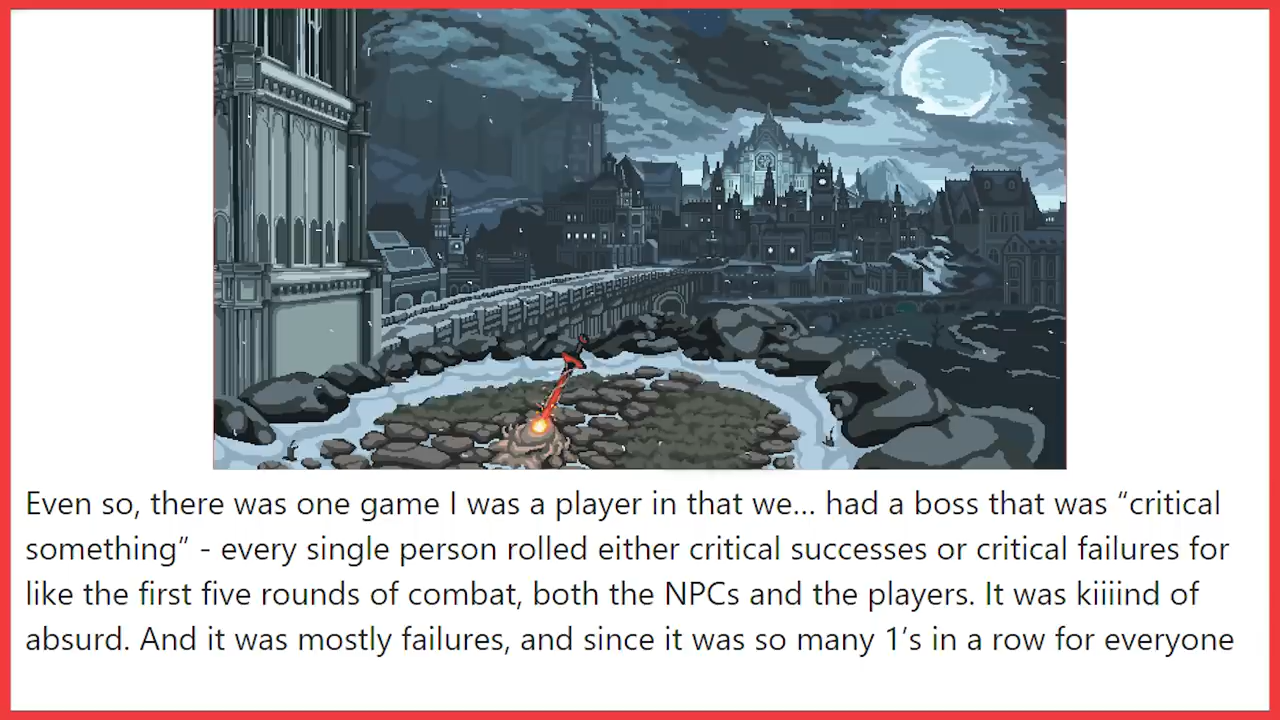 Even so, there was one game I was a player in that we... had a boss that was “critical
something” - every single person rolled either critical successes or critical failures for
like the first five rounds of combat, both the NPCs and the players. It was kiiiind of
absurd. And it was mostly failures, and since it was so many 1’s in a row for everyone